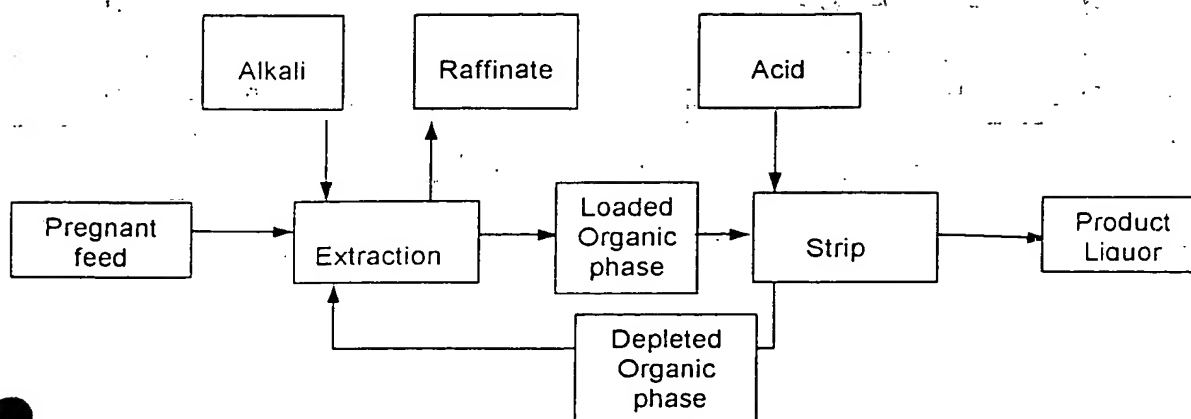 Alkali
Raffinate
Acid
Pregnant
feed
Extraction
Loaded
Organic
phase
Strip
Product
Liquor
Depleted
Organic
phase